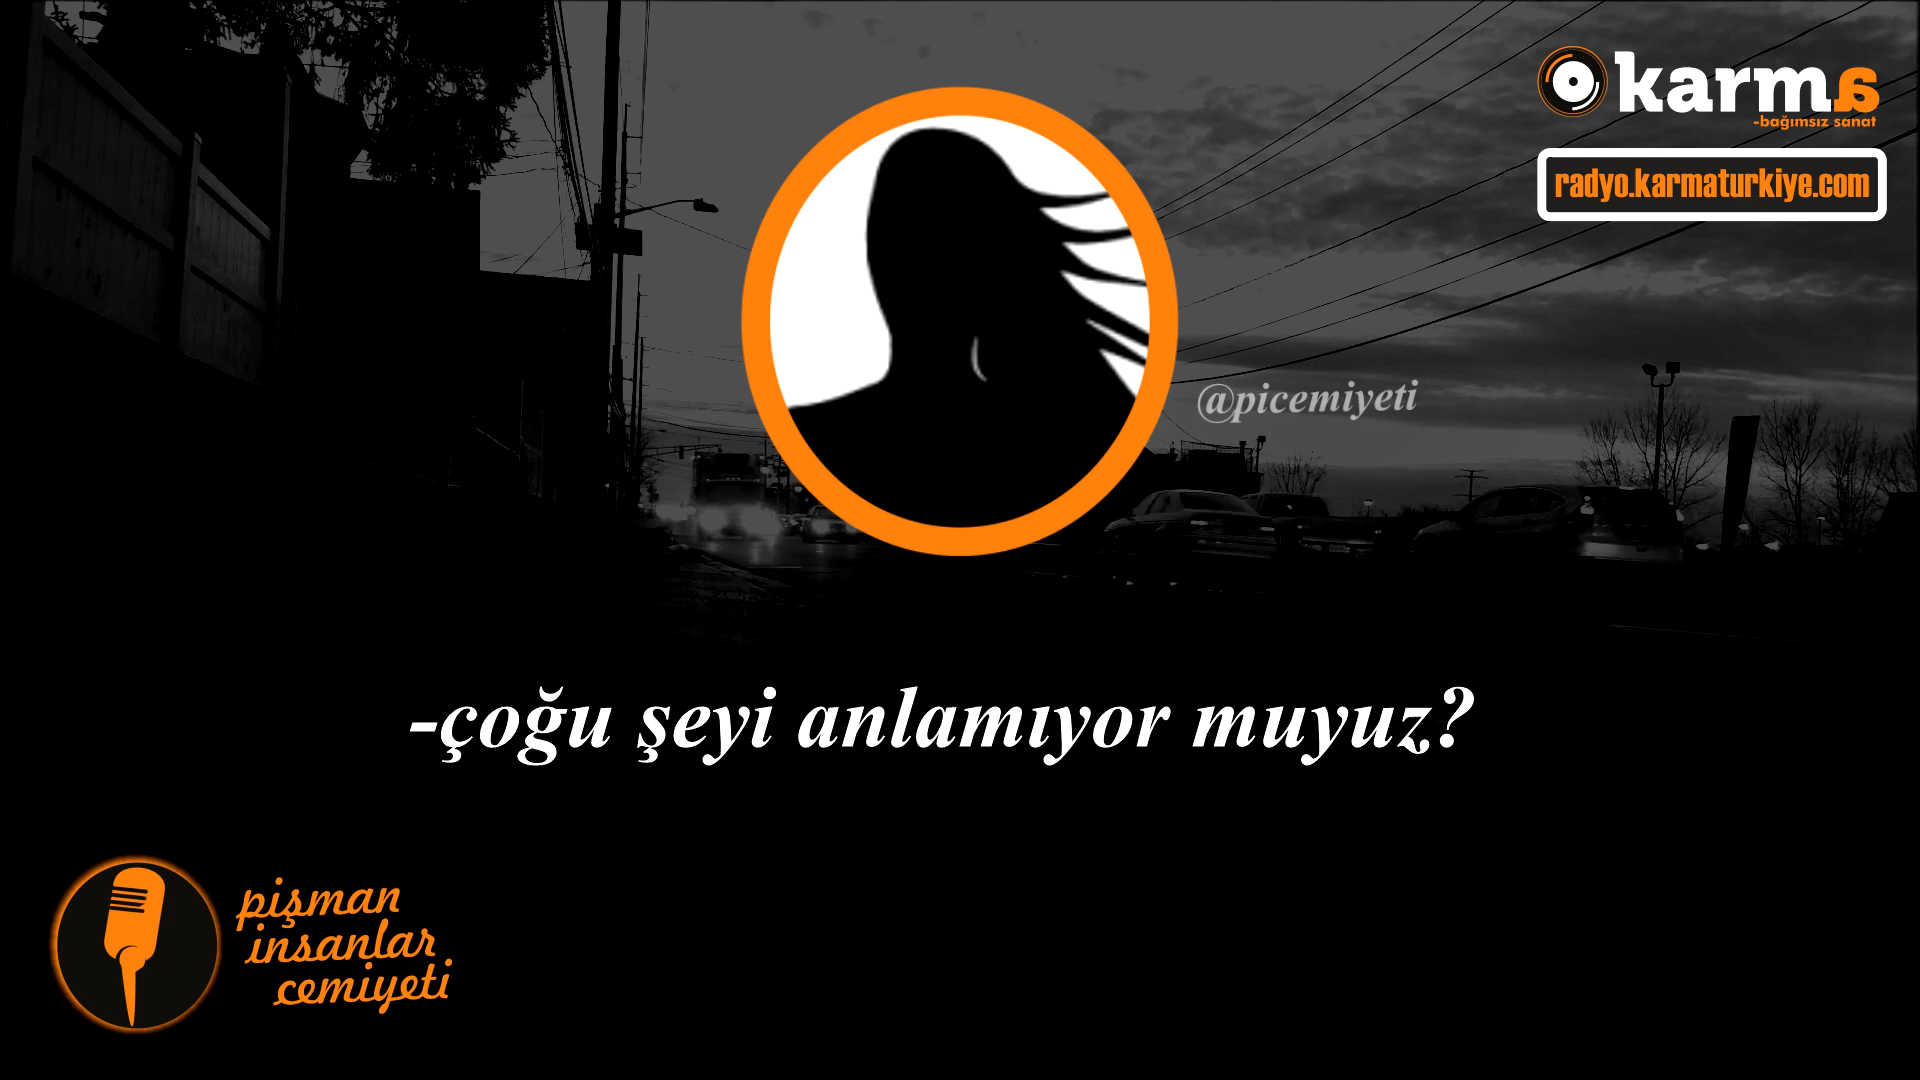 karma
-bağımsız sanat
radyo.karmaturkiye.com
@picemiyeti
-çoğu şeyi anlamıyor muyuz?
pişman
insanlar
cemiyeti